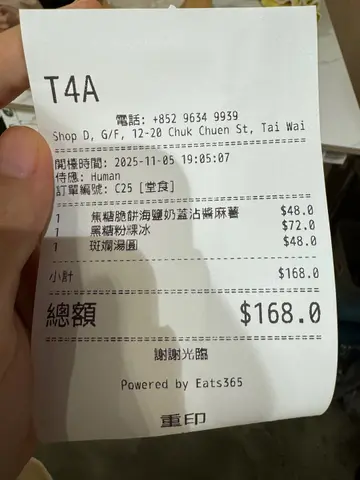 T4A
電話: +852 9634 9939
Shop D, G/F, 12-20 Chuk Chuen St, Tai Wai
開檯時間: 2025-11-05 19:05:07
侍應: Human
訂單編號: C25 [堂食]
1 焦糖脆餅海鹽奶蓋沾醬麻薯 $48.0
1 黑糖粉粿冰 $72.0
1 斑斕湯圓 $48.0
小計 $168.0
總額 $168.0
謝謝光臨
Powered by Eats365
重印